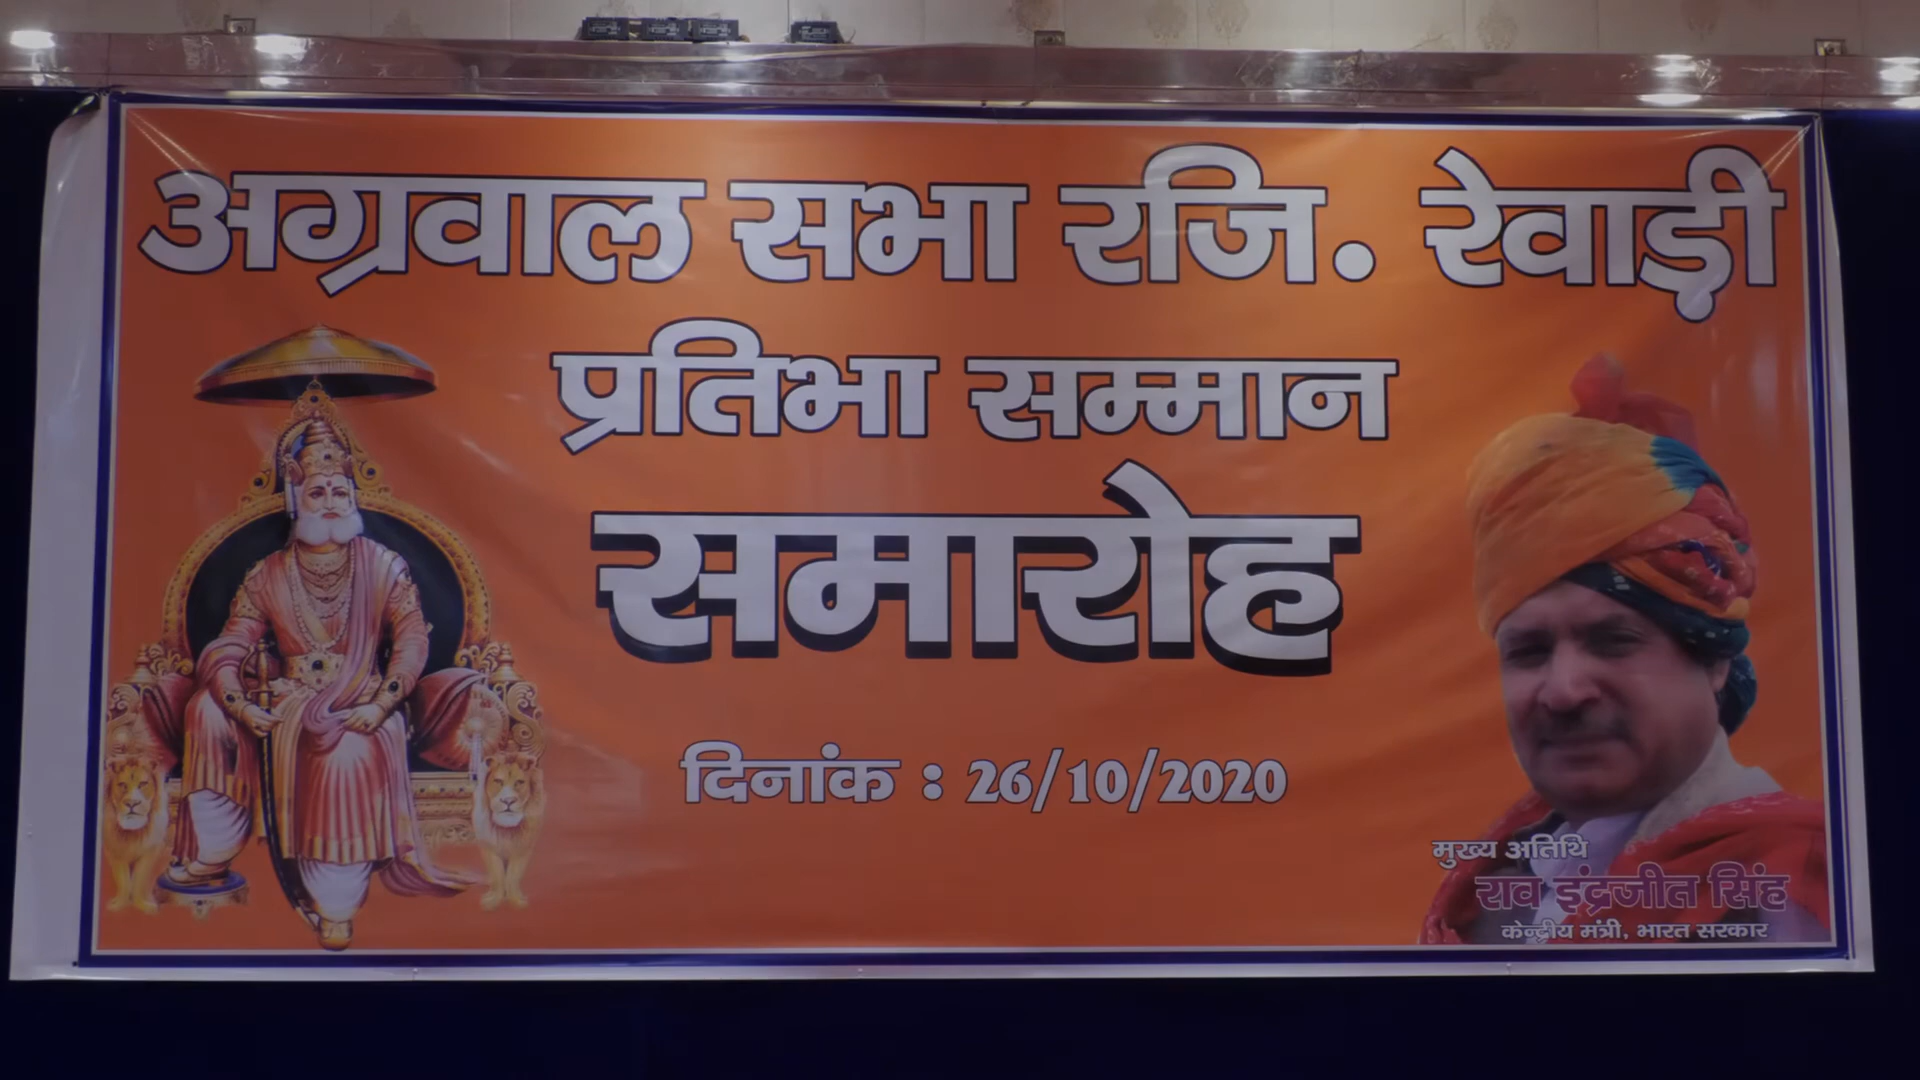 अग्रवाल सभा रजि. रेवाड़ी
प्रतिभा सम्मान
समारोह
दिनांक : 26/10/2020
मुख्य अतिथि
राव इंद्रजीत सिंह
केन्द्रीय मंत्री, भारत सरकार